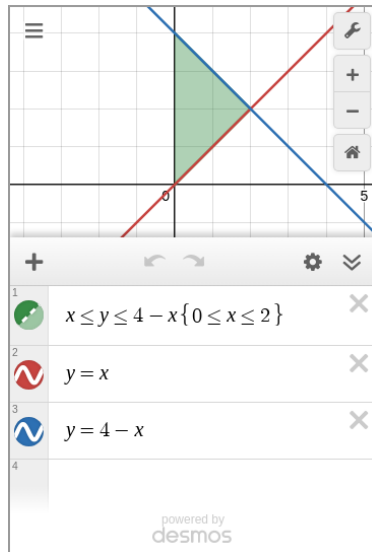 0
5
1
x ≤ y ≤ 4 − x{0 ≤ x ≤ 2}
2
y = x
3
y = 4 − x
4
powered by
desmos